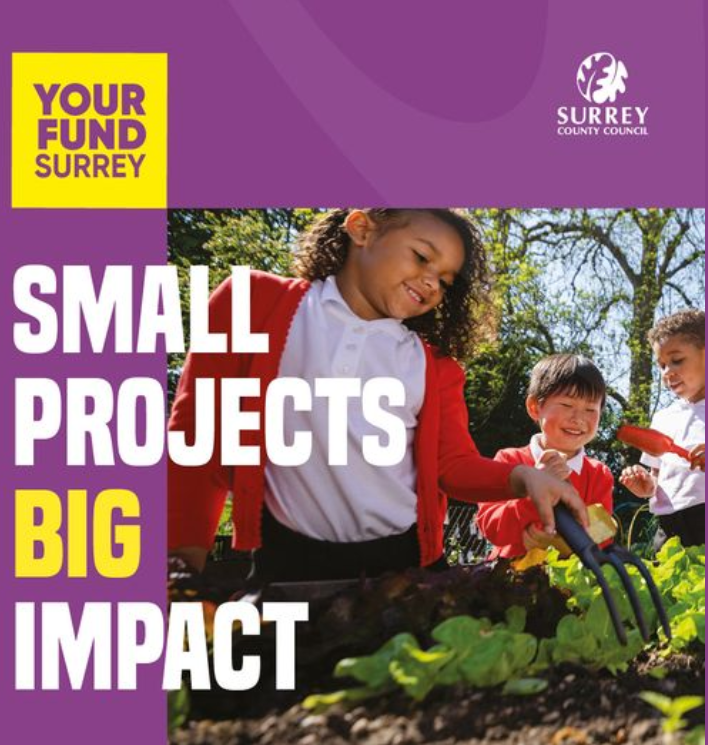 YOUR
FUND
SURREY
SURREY
COUNTY COUNCIL
SMALL
PROJECTS
BIG
IMPACT